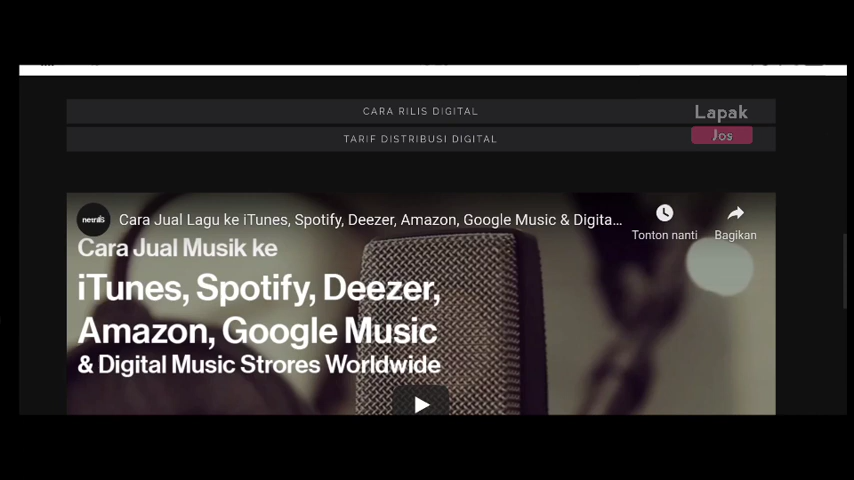 CARA RILIS DIGITAL
Lapak
TARIF DISTRIBUSI DIGITAL
Jos
netrilis
Cara Jual Lagu ke iTunes, Spotify, Deezer, Amazon, Google Music & Digita...
Tonton nanti
Bagikan
Cara Jual Musik ke
iTunes, Spotify, Deezer,
Amazon, Google Music
& Digital Music Strores Worldwide